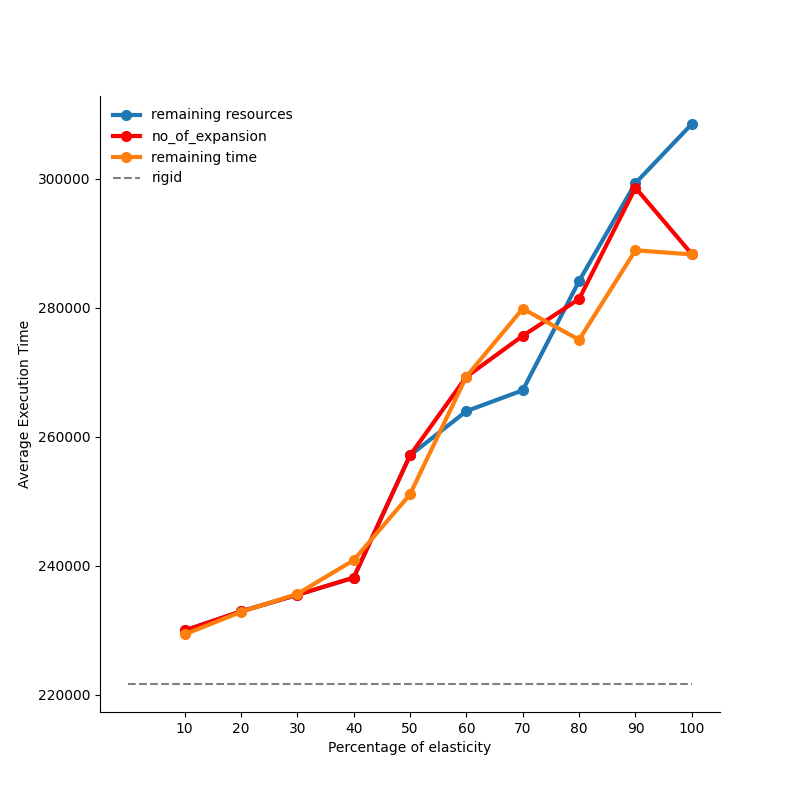 remaining resources
no_of_expansion
remaining time
rigid
300000
280000
260000
240000
220000
Average Execution Time
10 20 30 40 50 60 70 80 90 100
Percentage of elasticity